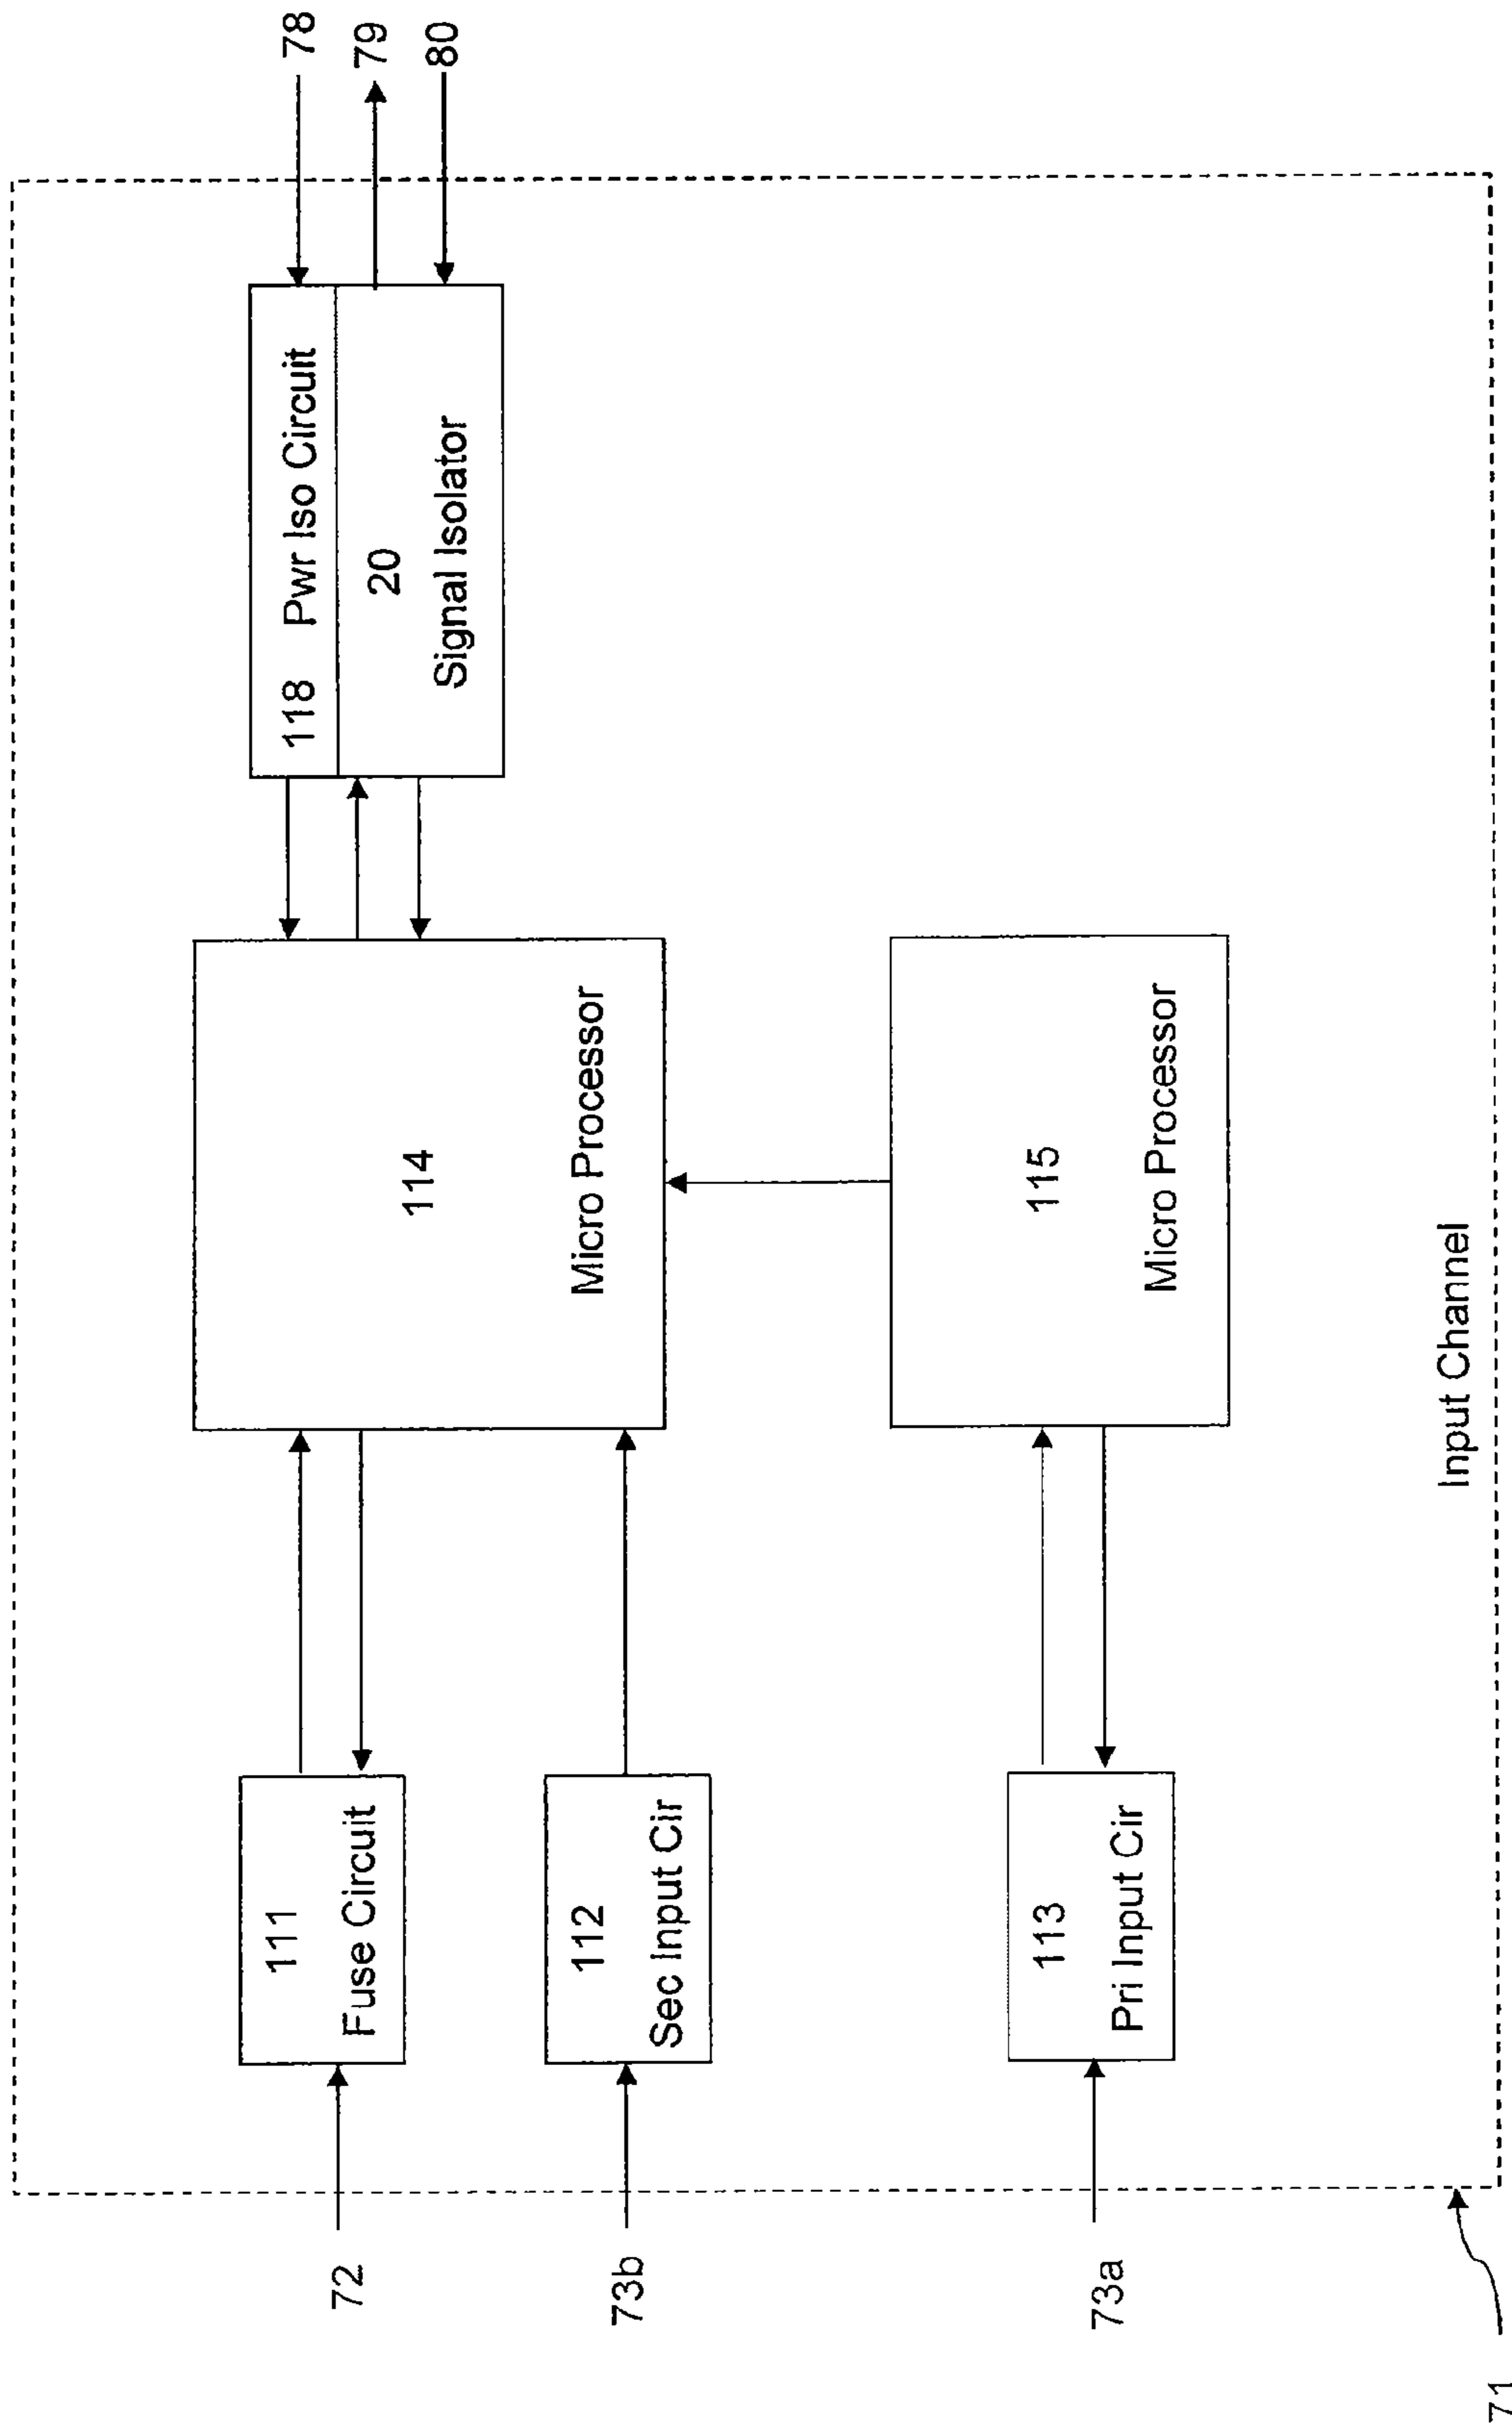 72
73b
73a
71
111
Fuse Circuit
112
Sec Input Cir
113
Pri Input Cir
114
Micro Processor
115
Micro Processor
118 Pwr Iso Circuit
20
Signal Isolator
78
79
80
Input Channel